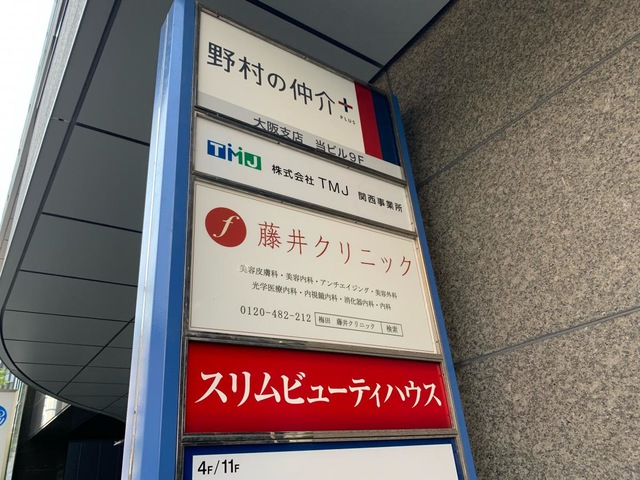 野村の仲介+
PLUS
大阪支店 当ビル9F
TMJ 株式会社TMJ 関西事業所
f 藤井クリニック
美容皮膚科・美容内科・アンチエイジング・美容外科
光学医療内科・内視鏡内科・消化器内科・内科
0120-482-212 梅田 藤井クリニック 検索
スリムビューティハウス
4F/11F